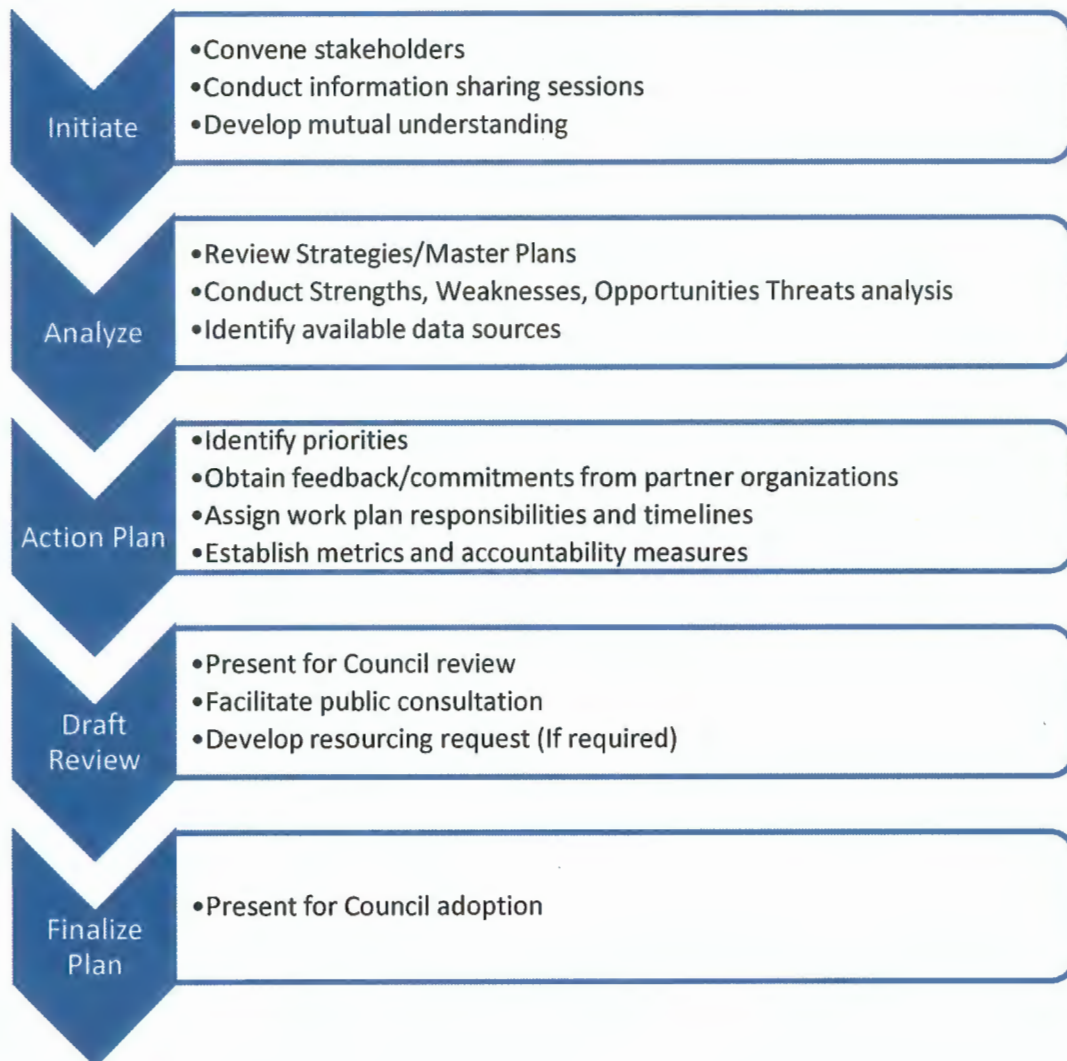 Initiate
•Convene stakeholders
•Conduct information sharing sessions
•Develop mutual understanding
Analyze
•Review Strategies/Master Plans
•Conduct Strengths, Weaknesses, Opportunities Threats analysis
•Identify available data sources
Action Plan
•Identify priorities
•Obtain feedback/commitments from partner organizations
•Assign work plan responsibilities and timelines
•Establish metrics and accountability measures
Draft
Review
•Present for Council review
•Facilitate public consultation
•Develop resourcing request (If required)
Finalize
Plan
•Present for Council adoption